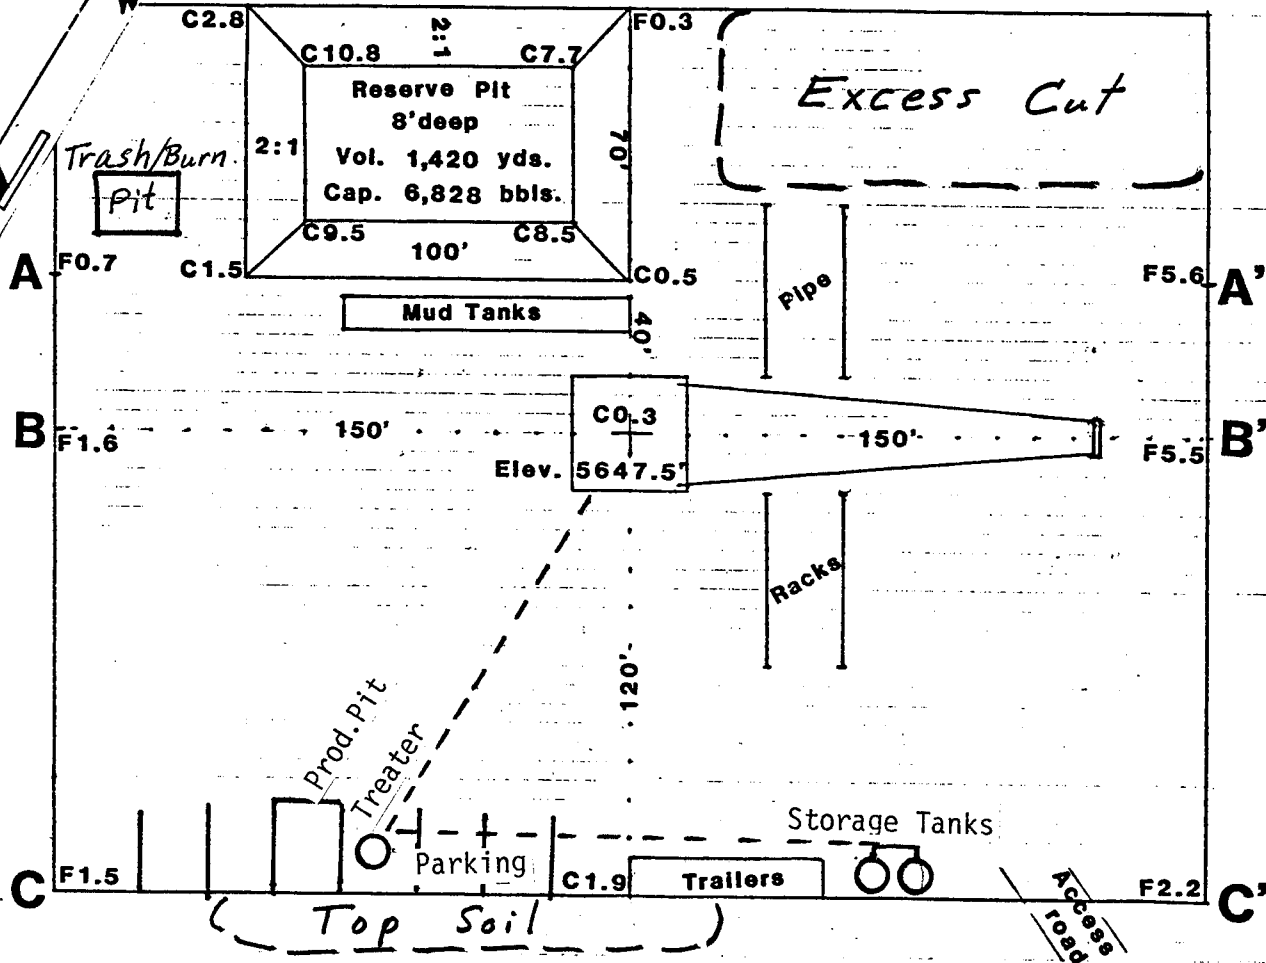 C2.8
F0.3
2:1
C10.8
C7.7
Reserve Pit
8'deep
Vol. 1,420 yds.
Cap. 6,828 bbls.
2:1
70'
Excess Cut
Trash/Burn
Pit
C9.5
C8.5
100'
A
F0.7
C1.5
C0.5
F5.6
A'
Pipe
Mud Tanks
40'
C0.3
B
F1.6
150'
150'
F5.5
B'
Elev. 5647.5'
Racks
120'
Prod.Pit
Treater
Storage Tanks
Parking
C
F1.5
C1.9
Trailers
F2.2
C'
Access
road
Top Soil